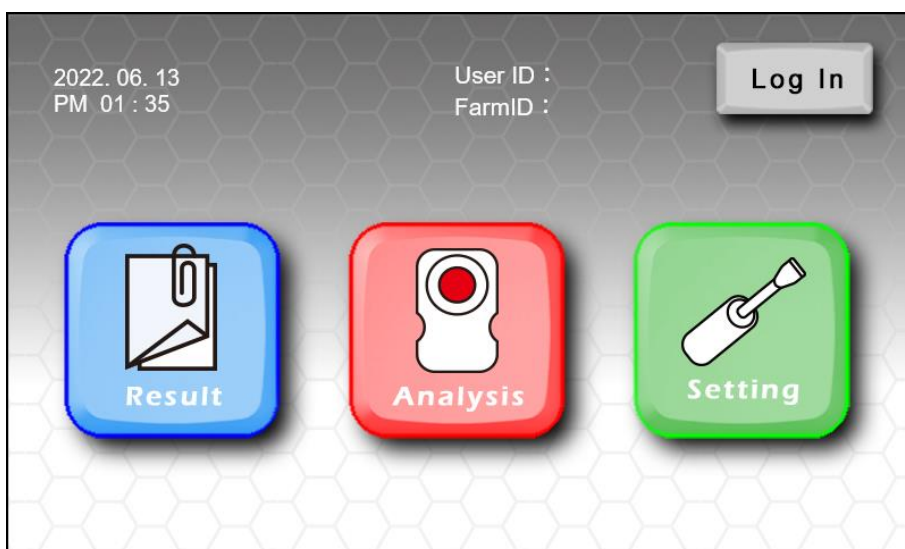 2022. 06. 13
PM 01 : 35
User ID :
FarmID :
Log In
Result
Analysis
Setting